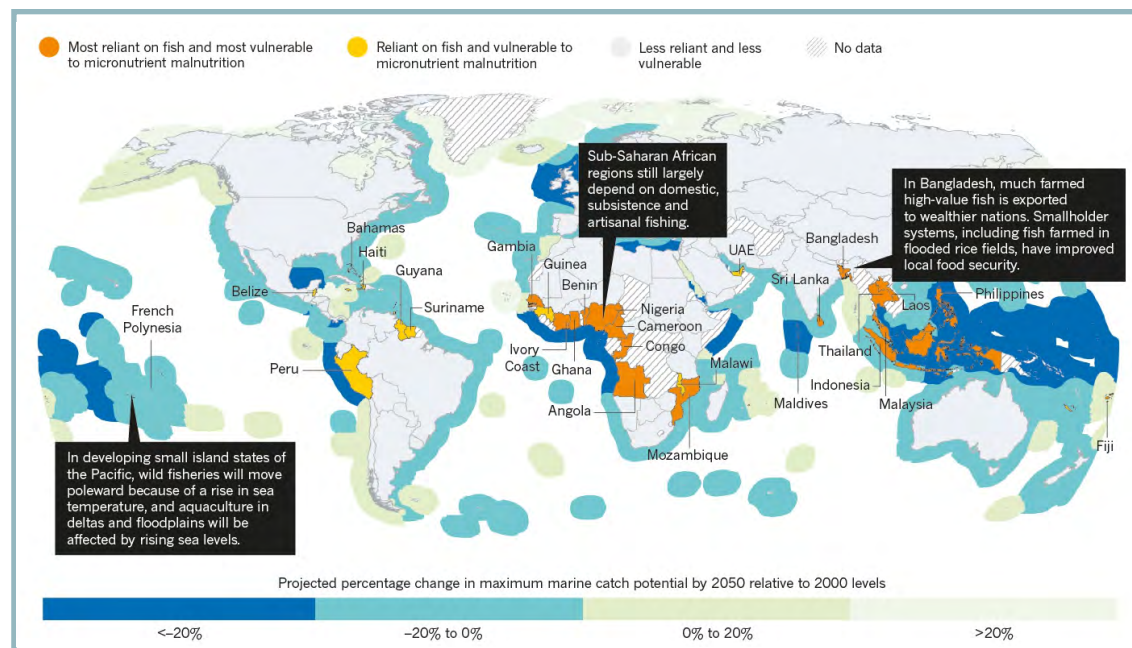 Most reliant on fish and most vulnerable
to micronutrient malnutrition
Reliant on fish and vulnerable to
micronutrient malnutrition
Less reliant and less
vulnerable
No data
Sub-Saharan African
regions still largely
depend on domestic,
subsistence and
artisanal fishing.
In Bangladesh, much farmed
high-value fish is exported
to wealthier nations. Smallholder
systems, including fish farmed in
flooded rice fields, have improved
local food security.
Bahamas
Haiti
Guyana
Belize
Suriname
French
Polynesia
Peru
Gambia
Guinea
Benin
Nigeria
Cameroon
Congo
Ivory
Coast
Ghana
Malawi
Angola
Mozambique
UAE
Bangladesh
Sri Lanka
Laos
Philippines
Thailand
Indonesia
Maldives
Malaysia
Fiji
In developing small island states of
the Pacific, wild fisheries will move
poleward because of a rise in sea
temperature, and aquaculture in
deltas and floodplains will be
affected by rising sea levels.
Projected percentage change in maximum marine catch potential by 2050 relative to 2000 levels
<–20%
–20% to 0%
0% to 20%
>20%